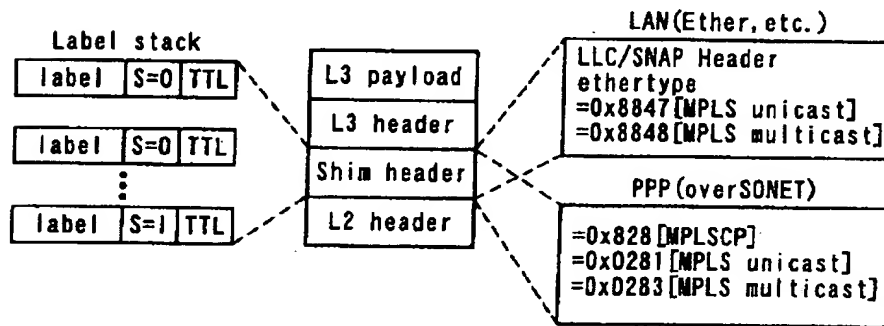 Label stack
label S=0 TTL
label S=0 TTL
label S=1 TTL
L3 payload
L3 header
Shim header
L2 header
LAN(Ether, etc.)
LLC/SNAP Header
ethertype
=0x8847[MPLS unicast]
=0x8848[MPLS multicast]
PPP(overSONET)
=0x828[MPLSCP]
=0x0281[MPLS unicast]
=0x0283[MPLS multicast]